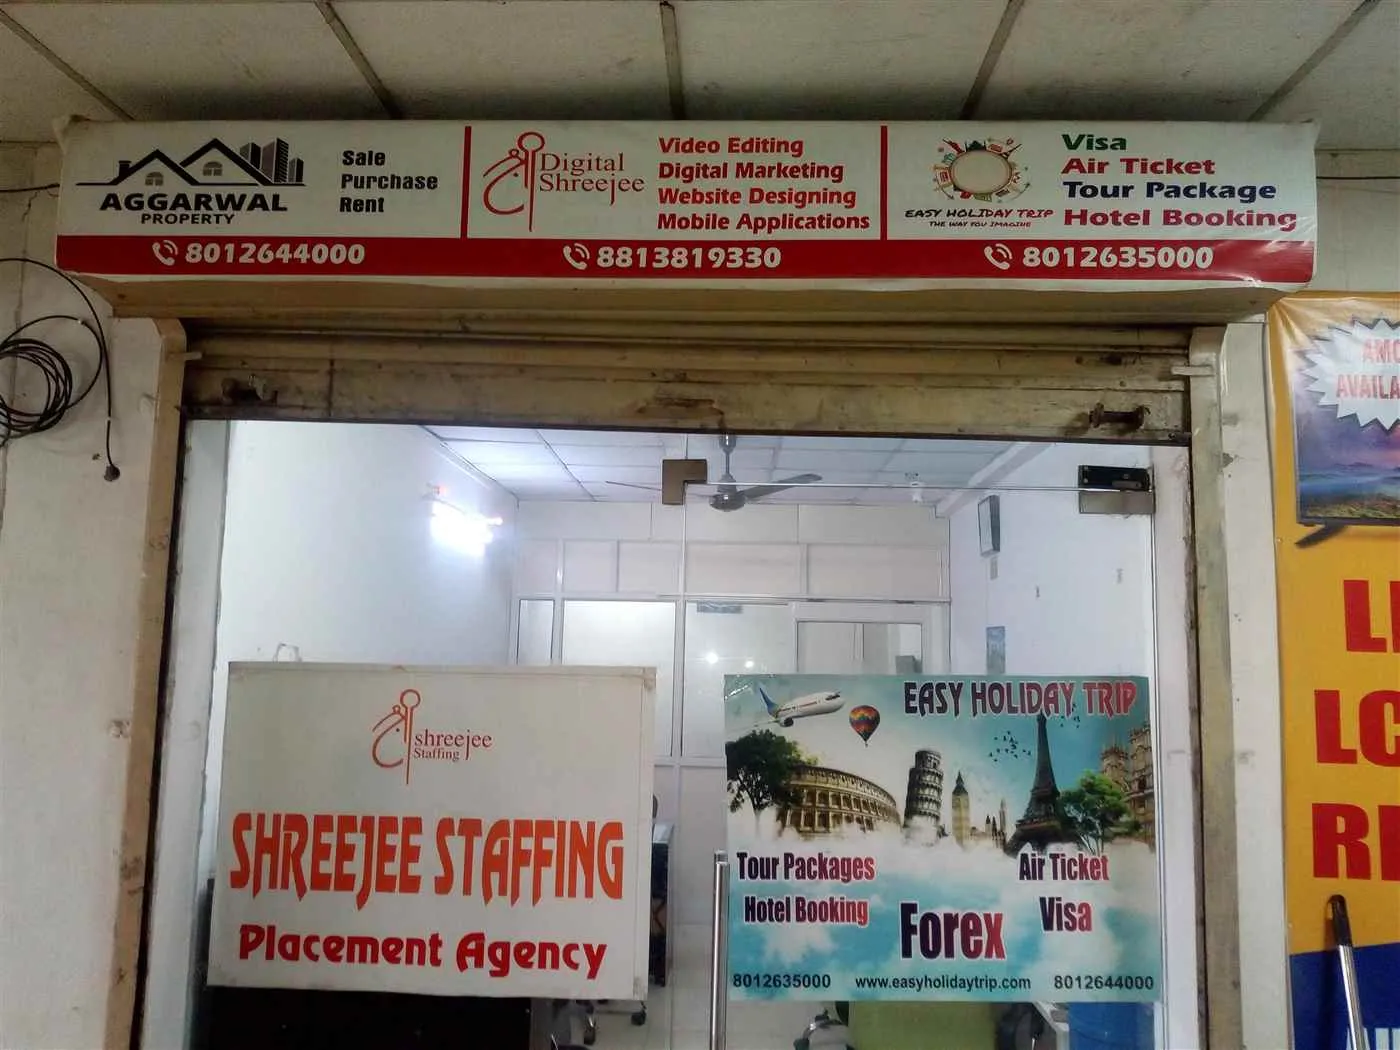 AGGARWAL
PROPERTY
Sale
Purchase
Rent
8012644000
Digital
Shreejee
Video Editing
Digital Marketing
Website Designing
Mobile Applications
8813819330
EASY HOLIDAY TRIP
THE WAY YOU IMAGINE
Visa
Air Ticket
Tour Package
Hotel Booking
8012635000
shreejee
Staffing
SHREEJEE STAFFING
Placement Agency
EASY HOLIDAY TRIP
Tour Packages
Hotel Booking
Forex
Air Ticket
Visa
8012635000 www.easyholidaytrip.com 8012644000